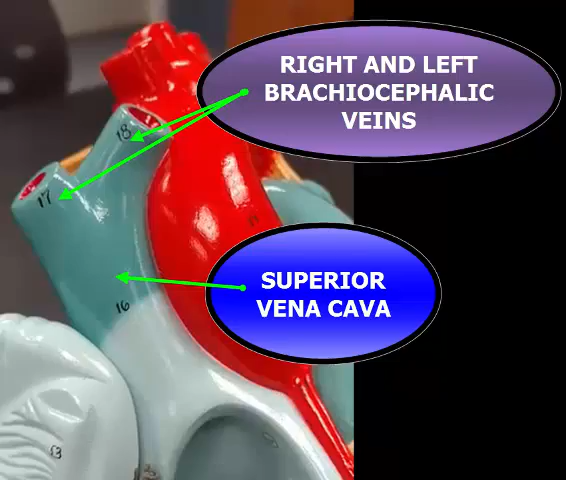 RIGHT AND LEFT
BRACHIOCEPHALIC
VEINS
18
17
SUPERIOR
VENA CAVA
16